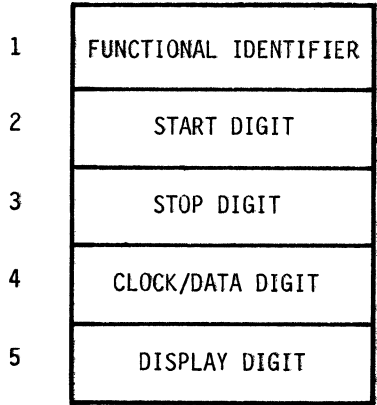 1 FUNCTIONAL IDENTIFIER
2 START DIGIT
3 STOP DIGIT
4 CLOCK/DATA DIGIT
5 DISPLAY DIGIT